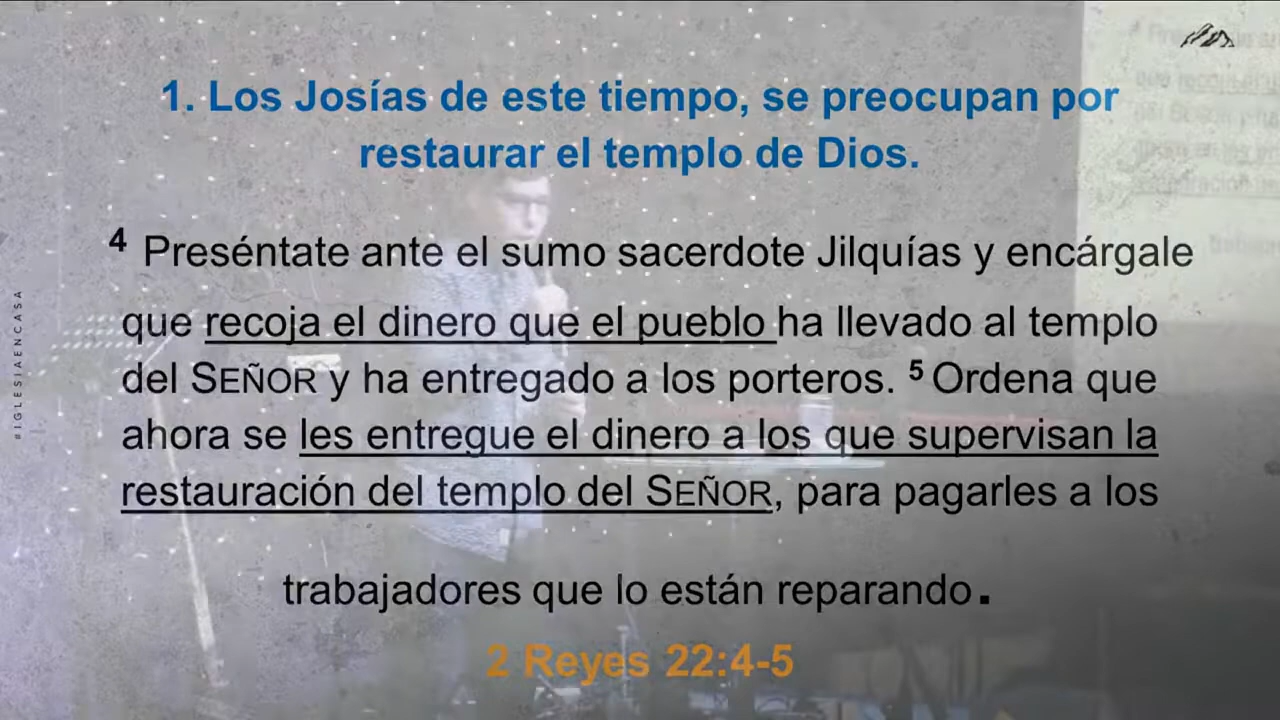 1. Los Josías de este tiempo, se preocupan por
restaurar el templo de Dios.
4 Preséntate ante el sumo sacerdote Jilquías y encárgale
que recoja el dinero que el pueblo ha llevado al templo
del SEÑOR y ha entregado a los porteros. 5 Ordena que
ahora se les entregue el dinero a los que supervisan la
restauración del templo del SEÑOR, para pagarles a los
trabajadores que lo están reparando.
2 Reyes 22:4-5
#IGLESIAENCASA